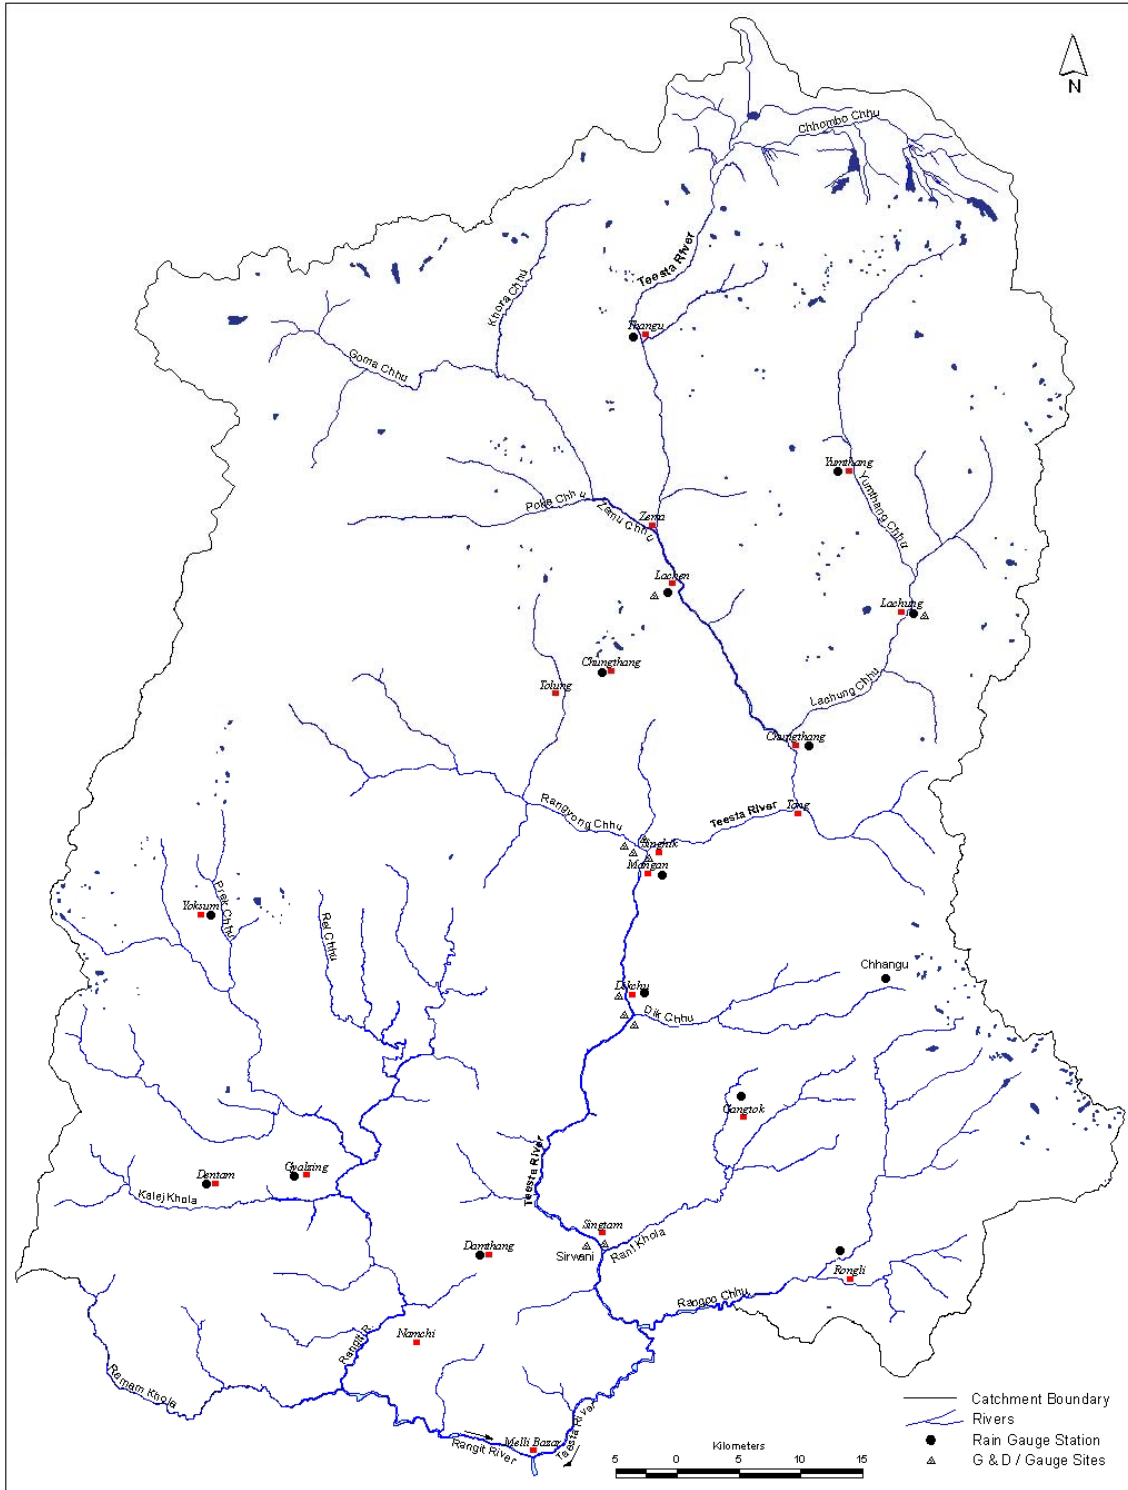 N
Chhombo Chhu
Teesta River
Khora Chhu
Thangu
Goma Chhu
Yumthang
Yumthang Chhu
Poke Chhu
Zemu Chhu
Zema
Lachen
Lachung
Chungthang
Tolung
Lachung Chhu
Chungthang
Rangyong Chhu
Teesta River
Tong
Singhik
Mangan
Prek Chhu
Yoksum
Rel Chhu
Chhangu
Dikchu
Dik Chhu
Gangtok
Teesta River
Dentam
Gyalzing
Kalej Khola
Singtam
Damthang
Sirwani
Rani Khola
Rongli
Rangpo Chhu
Rangit R.
Namchi
Ramam Khola
Melli Bazar
Rangit River
Teesta River
Catchment Boundary
Rivers
Rain Gauge Station
G & D / Gauge Sites
Kilometers
5 0 5 10 15